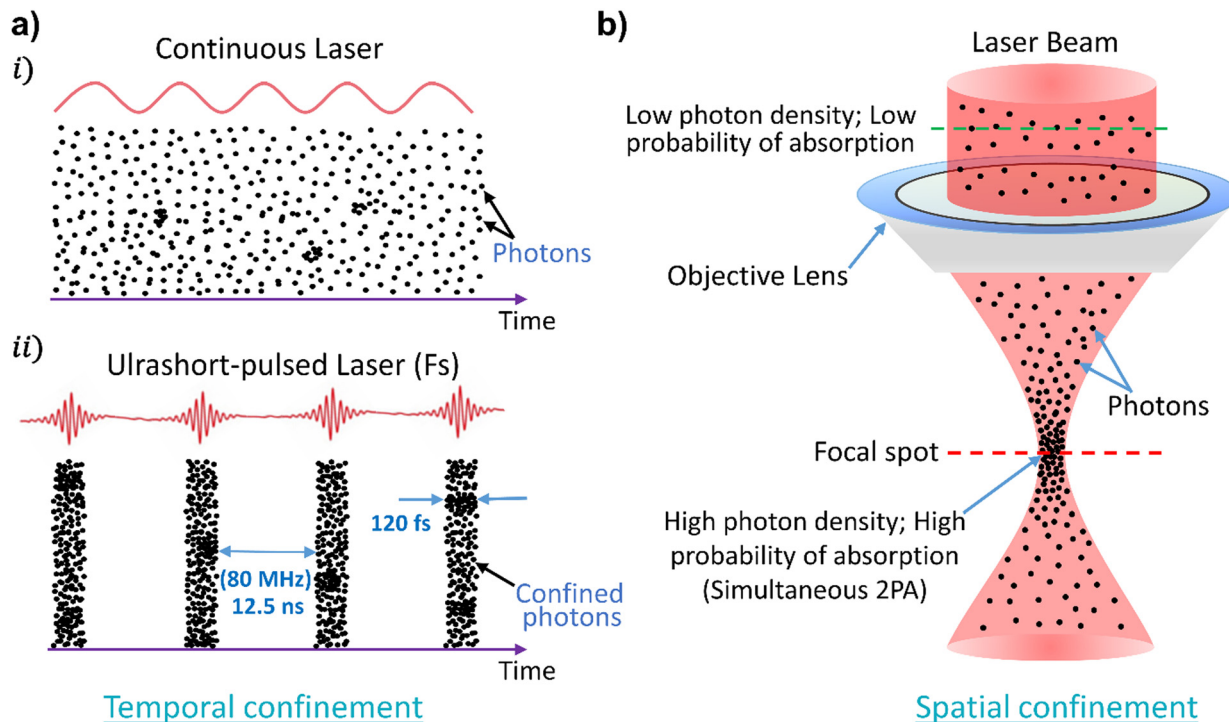 a)
Continuous Laser
i)
Photons
Time
ii)
Ulrashort-pulsed Laser (Fs)
120 fs
(80 MHz)
12.5 ns
Confined
photons
Time
Temporal confinement
b)
Laser Beam
Low photon density; Low
probability of absorption
Objective Lens
Photons
Focal spot
High photon density; High
probability of absorption
(Simultaneous 2PA)
Spatial confinement